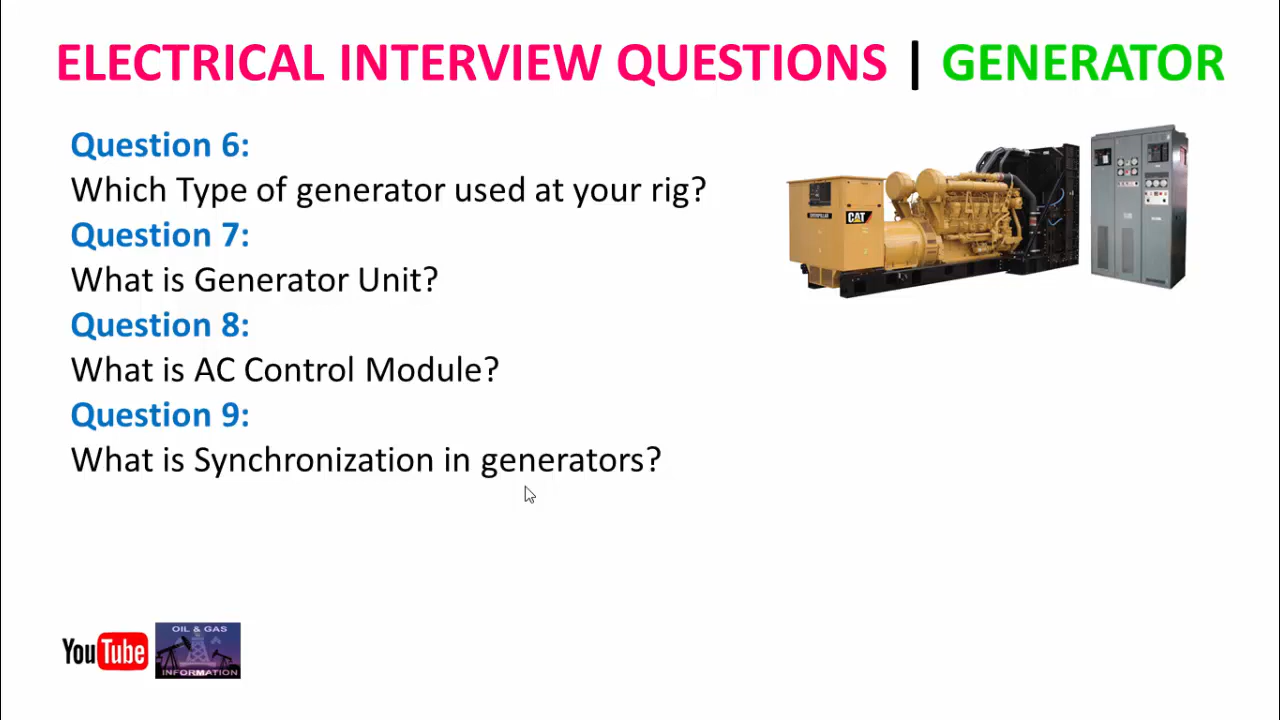 ELECTRICAL INTERVIEW QUESTIONS | GENERATOR
Question 6:
Which Type of generator used at your rig?
Question 7:
What is Generator Unit?
Question 8:
What is AC Control Module?
Question 9:
What is Synchronization in generators?
CATERPILLAR
CAT
YouTube
OIL & GAS
INFORMATION